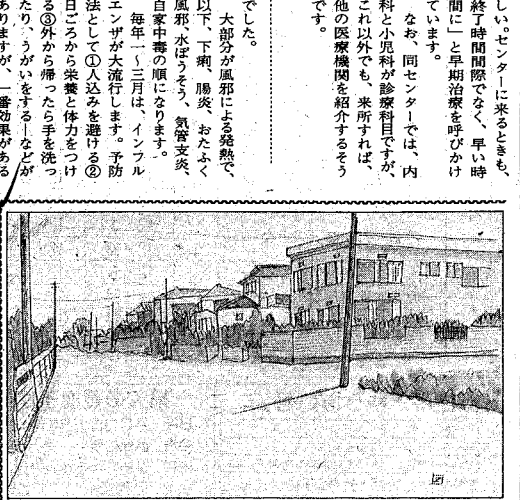 い。センターに来るときも、
終了時間間際でなく、早い時
間に」と早期治療を呼びかけ
ています。
なお、同センターでは、内
科と小児科が診療科目ですが、
これ以外でも、来所すれば、
他の医療機関を紹介するそう
です。
でした。
大部分が風邪による発熱で、
以下、下痢、腸炎、おたふく
風邪、水ぼうそう、気管支炎、
自家中毒の順になります。
毎年一〜三月は、インフル
エンザが大流行します。予防
法として①人込みを避ける②
日ごろから栄養と体力をつけ
る③外から帰ったら手を洗っ
たり、うがいをする―などが
ありますが、一番効果がある